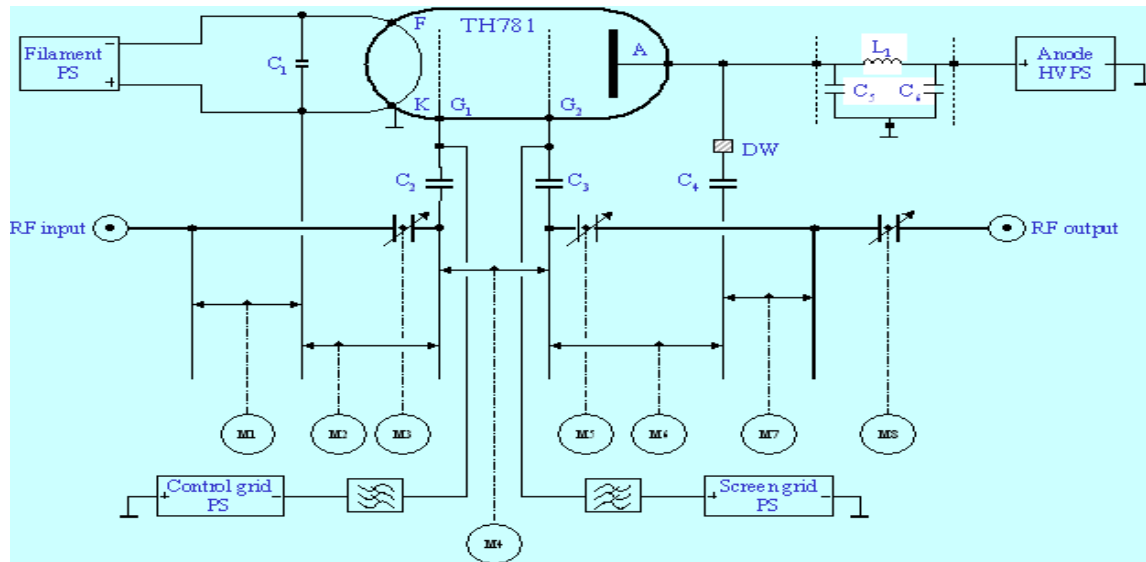 TH781
F
A
L₁
Filament PS
−
+
C₁
K
G₁
G₂
C₅
C₆
+
Anode HV PS
−
DW
C₂
C₃
C₄
RF input
RF output
M1
M2
M3
M5
M6
M7
M8
+
Control grid PS
−
+
Screen grid PS
−
M4